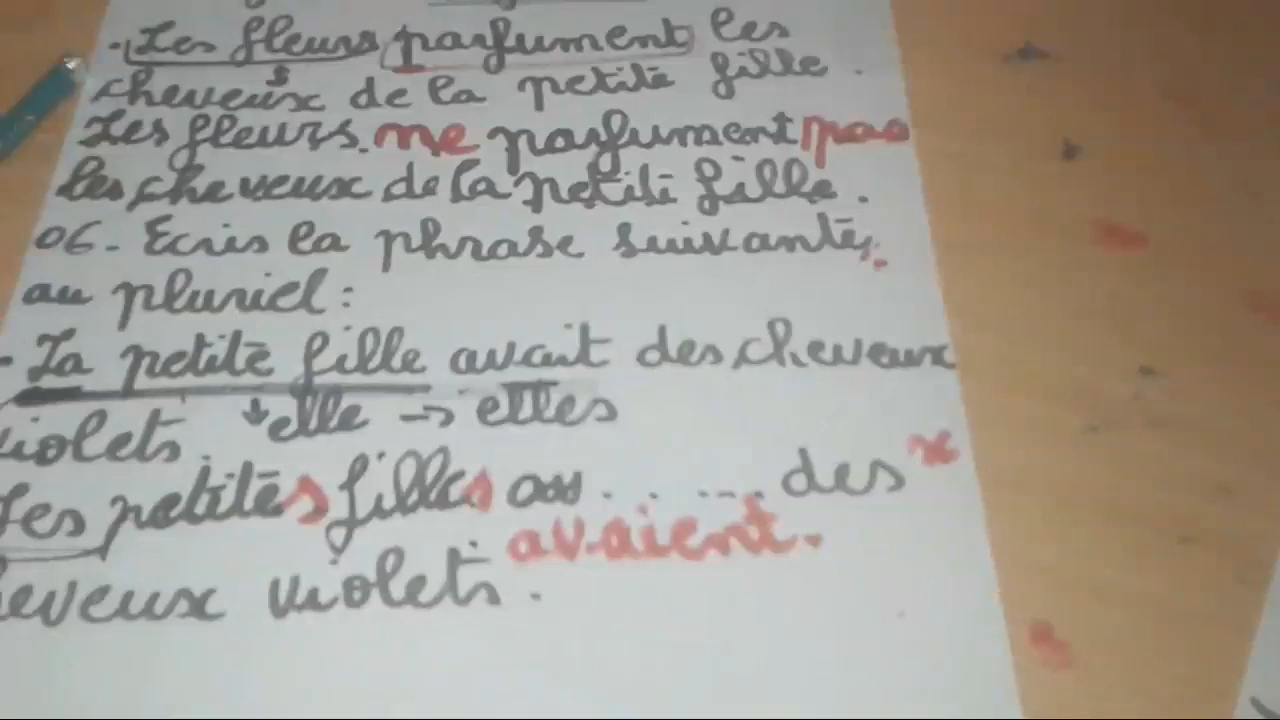 - Les fleurs parfument les
cheveux de la petite fille.
Les fleurs ne parfument pas
les cheveux de la petite fille.
06- Ecris la phrase suivante,
au pluriel:
- La petite fille avait des cheveux
violets. elle → elles
Les petites filles des
avaient.
heveux violets.